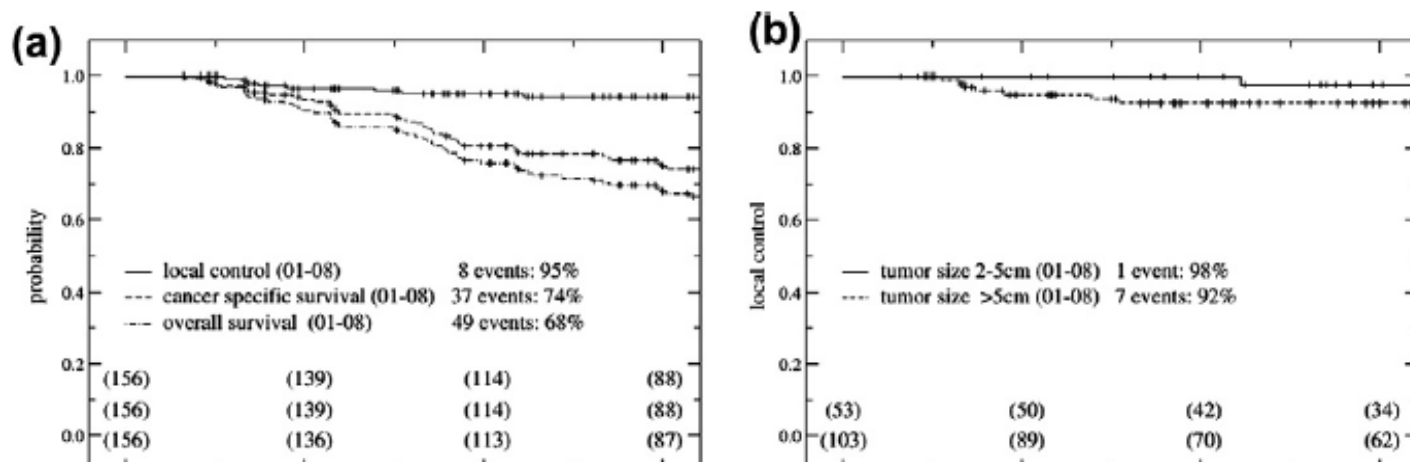 (a)
1.0
0.8
0.6
0.4
0.2
0.0
probability
local control (01-08) 8 events: 95%
cancer specific survival (01-08) 37 events: 74%
overall survival (01-08) 49 events: 68%
(156) (139) (114) (88)
(156) (139) (114) (88)
(156) (136) (113) (87)
(b)
1.0
0.8
0.6
0.4
0.2
0.0
local control
tumor size 2-5cm (01-08) 1 event: 98%
tumor size >5cm (01-08) 7 events: 92%
(53) (50) (42) (34)
(103) (89) (70) (62)